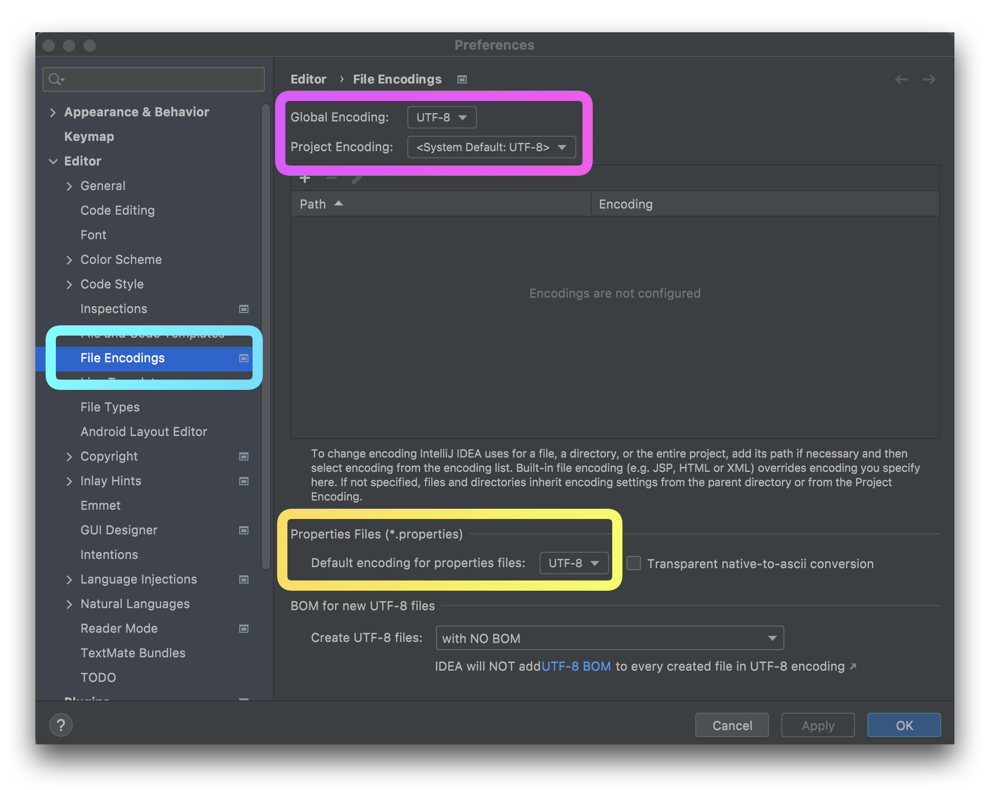 Preferences
Appearance & Behavior
Keymap
Editor
General
Code Editing
Font
Color Scheme
Code Style
Inspections
File and Code Templates
File Encodings
File Types
Android Layout Editor
Copyright
Inlay Hints
Emmet
GUI Designer
Intentions
Language Injections
Natural Languages
Reader Mode
TextMate Bundles
TODO
Plugins
Editor › File Encodings
Global Encoding: UTF-8
Project Encoding: <System Default: UTF-8>
Path Encoding
Encodings are not configured
To change encoding IntelliJ IDEA uses for a file, a directory, or the entire project, add its path if necessary and then
select encoding from the encoding list. Built-in file encoding (e.g. JSP, HTML or XML) overrides encoding you specify
here. If not specified, files and directories inherit encoding settings from the parent directory or from the Project
Encoding.
Properties Files (*.properties)
Default encoding for properties files: UTF-8 Transparent native-to-ascii conversion
BOM for new UTF-8 files
Create UTF-8 files: with NO BOM
IDEA will NOT add UTF-8 BOM to every created file in UTF-8 encoding
? Cancel Apply OK